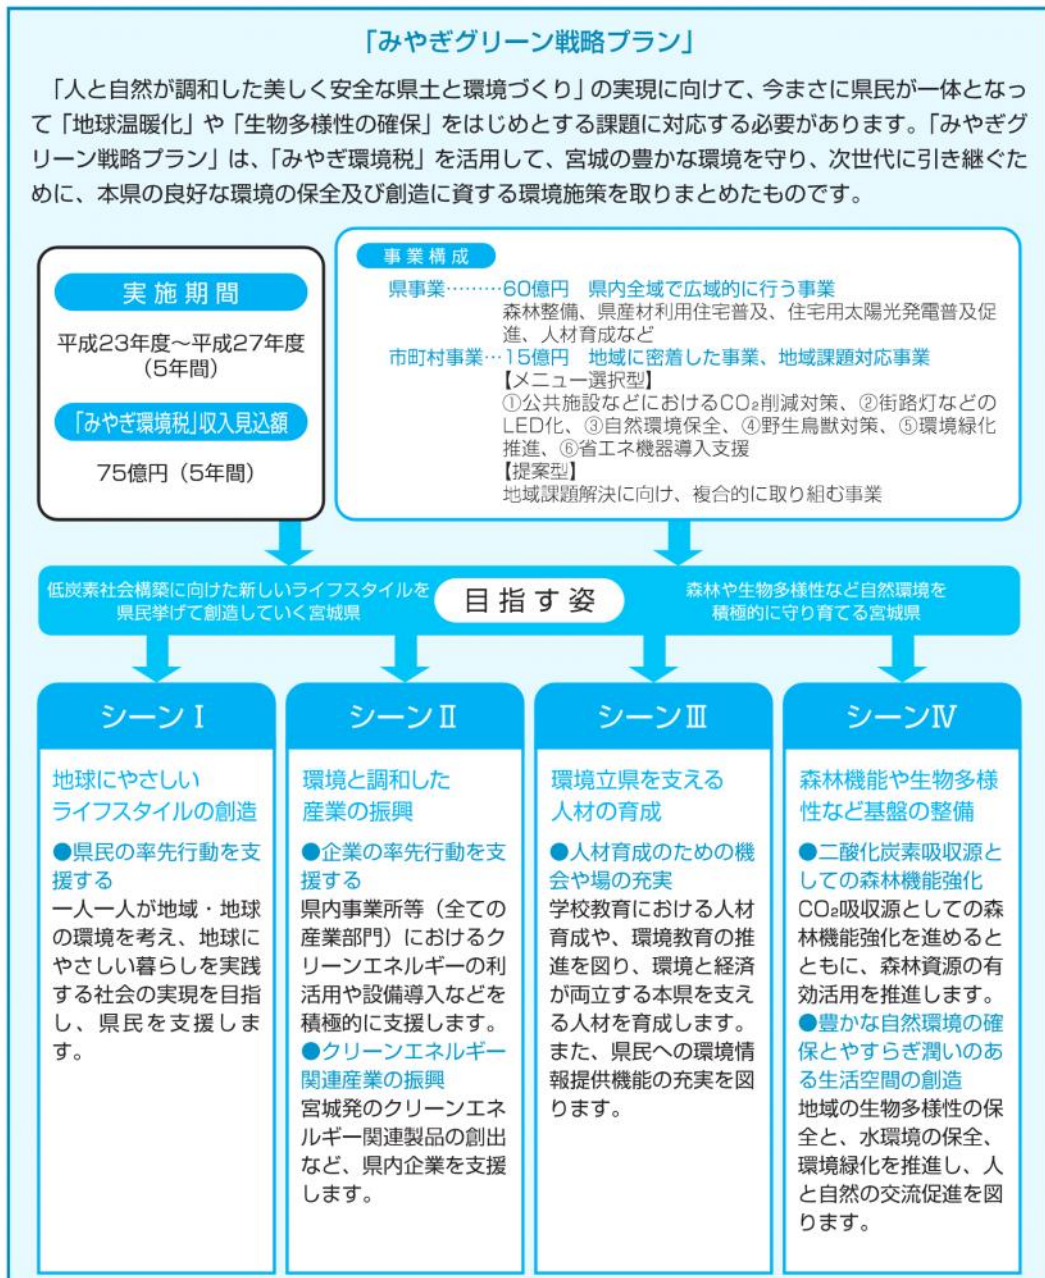 「みやぎグリーン戦略プラン」
「人と自然が調和した美しく安全な県土と環境づくり」の実現に向けて、今まさに県民が一体となっ
て「地球温暖化」や「生物多様性の確保」をはじめとする課題に対応する必要があります。「みやぎグ
リーン戦略プラン」は、「みやぎ環境税」を活用して、宮城の豊かな環境を守り、次世代に引き継ぐた
めに、本県の良好な環境の保全及び創造に資する環境施策を取りまとめたものです。
実施期間
平成23年度～平成27年度
（5年間）
「みやぎ環境税」収入見込額
75億円（5年間）
事業構成
県事業………60億円　県内全域で広域的に行う事業
森林整備、県産材利用住宅普及、住宅用太陽光発電普及促
進、人材育成など
市町村事業…15億円　地域に密着した事業、地域課題対応事業
【メニュー選択型】
①公共施設などにおけるCO₂削減対策、②街路灯などの
LED化、③自然環境保全、④野生鳥獣対策、⑤環境緑化
推進、⑥省エネ機器導入支援
【提案型】
地域課題解決に向け、複合的に取り組む事業
低炭素社会構築に向けた新しいライフスタイルを
県民挙げて創造していく宮城県
目指す姿
森林や生物多様性など自然環境を
積極的に守り育てる宮城県
シーンⅠ
地球にやさしい
ライフスタイルの創造
●県民の率先行動を支
援する
一人一人が地域・地球
の環境を考え、地球に
やさしい暮らしを実践
する社会の実現を目指
し、県民を支援しま
す。
シーンⅡ
環境と調和した
産業の振興
●企業の率先行動を支
援する
県内事業所等（全ての
産業部門）におけるク
リーンエネルギーの利
活用や設備導入などを
積極的に支援します。
●クリーンエネルギー
関連産業の振興
宮城発のクリーンエネ
ルギー関連製品の創出
など、県内企業を支援
します。
シーンⅢ
環境立県を支える
人材の育成
●人材育成のための機
会や場の充実
学校教育における人材
育成や、環境教育の推
進を図り、環境と経済
が両立する本県を支え
る人材を育成します。
また、県民への環境情
報提供機能の充実を図
ります。
シーンⅣ
森林機能や生物多様
性など基盤の整備
●二酸化炭素吸収源と
しての森林機能強化
CO₂吸収源としての森
林機能強化を進めると
ともに、森林資源の有
効活用を推進します。
●豊かな自然環境の確
保とやすらぎ潤いのあ
る生活空間の創造
地域の生物多様性の保
全と、水環境の保全、
環境緑化を推進し、人
と自然の交流促進を図
ります。